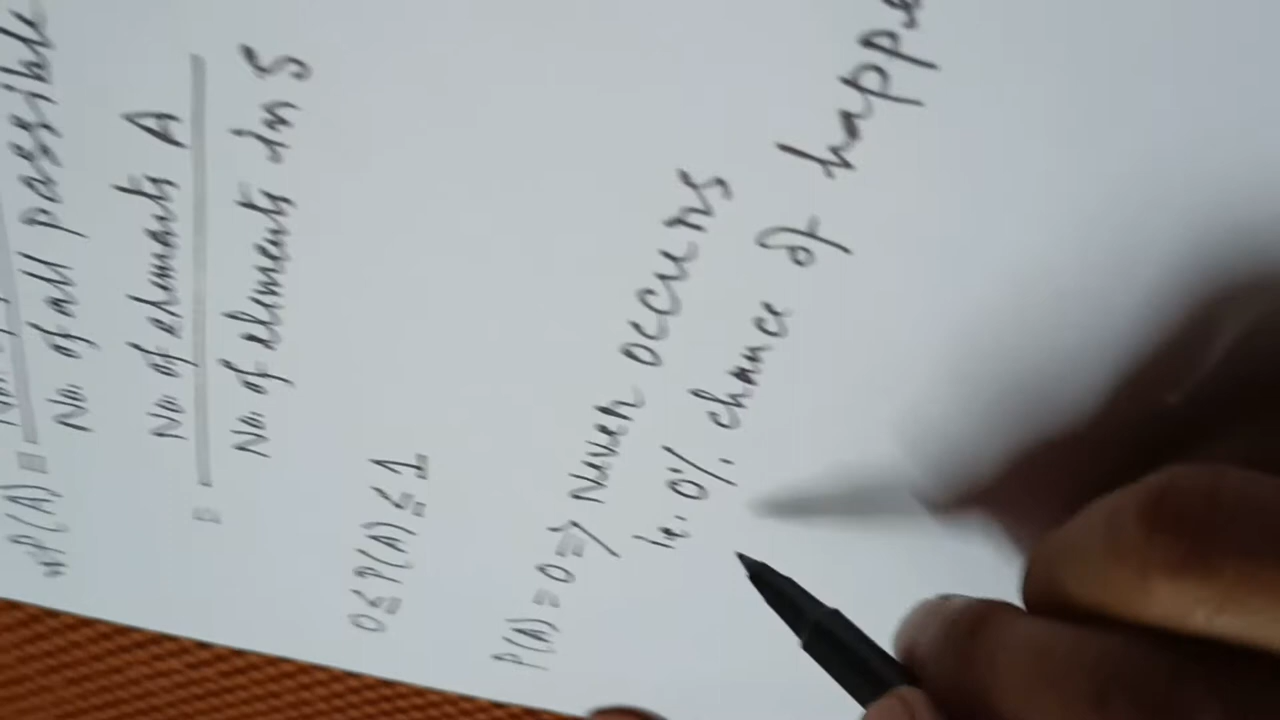 P(A) =
No. of all possible
= No. of elements A
No. of elements in S
0 ≤ P(A) ≤ 1
P(A) = 0 => Never occurs
i.e. 0% chance of